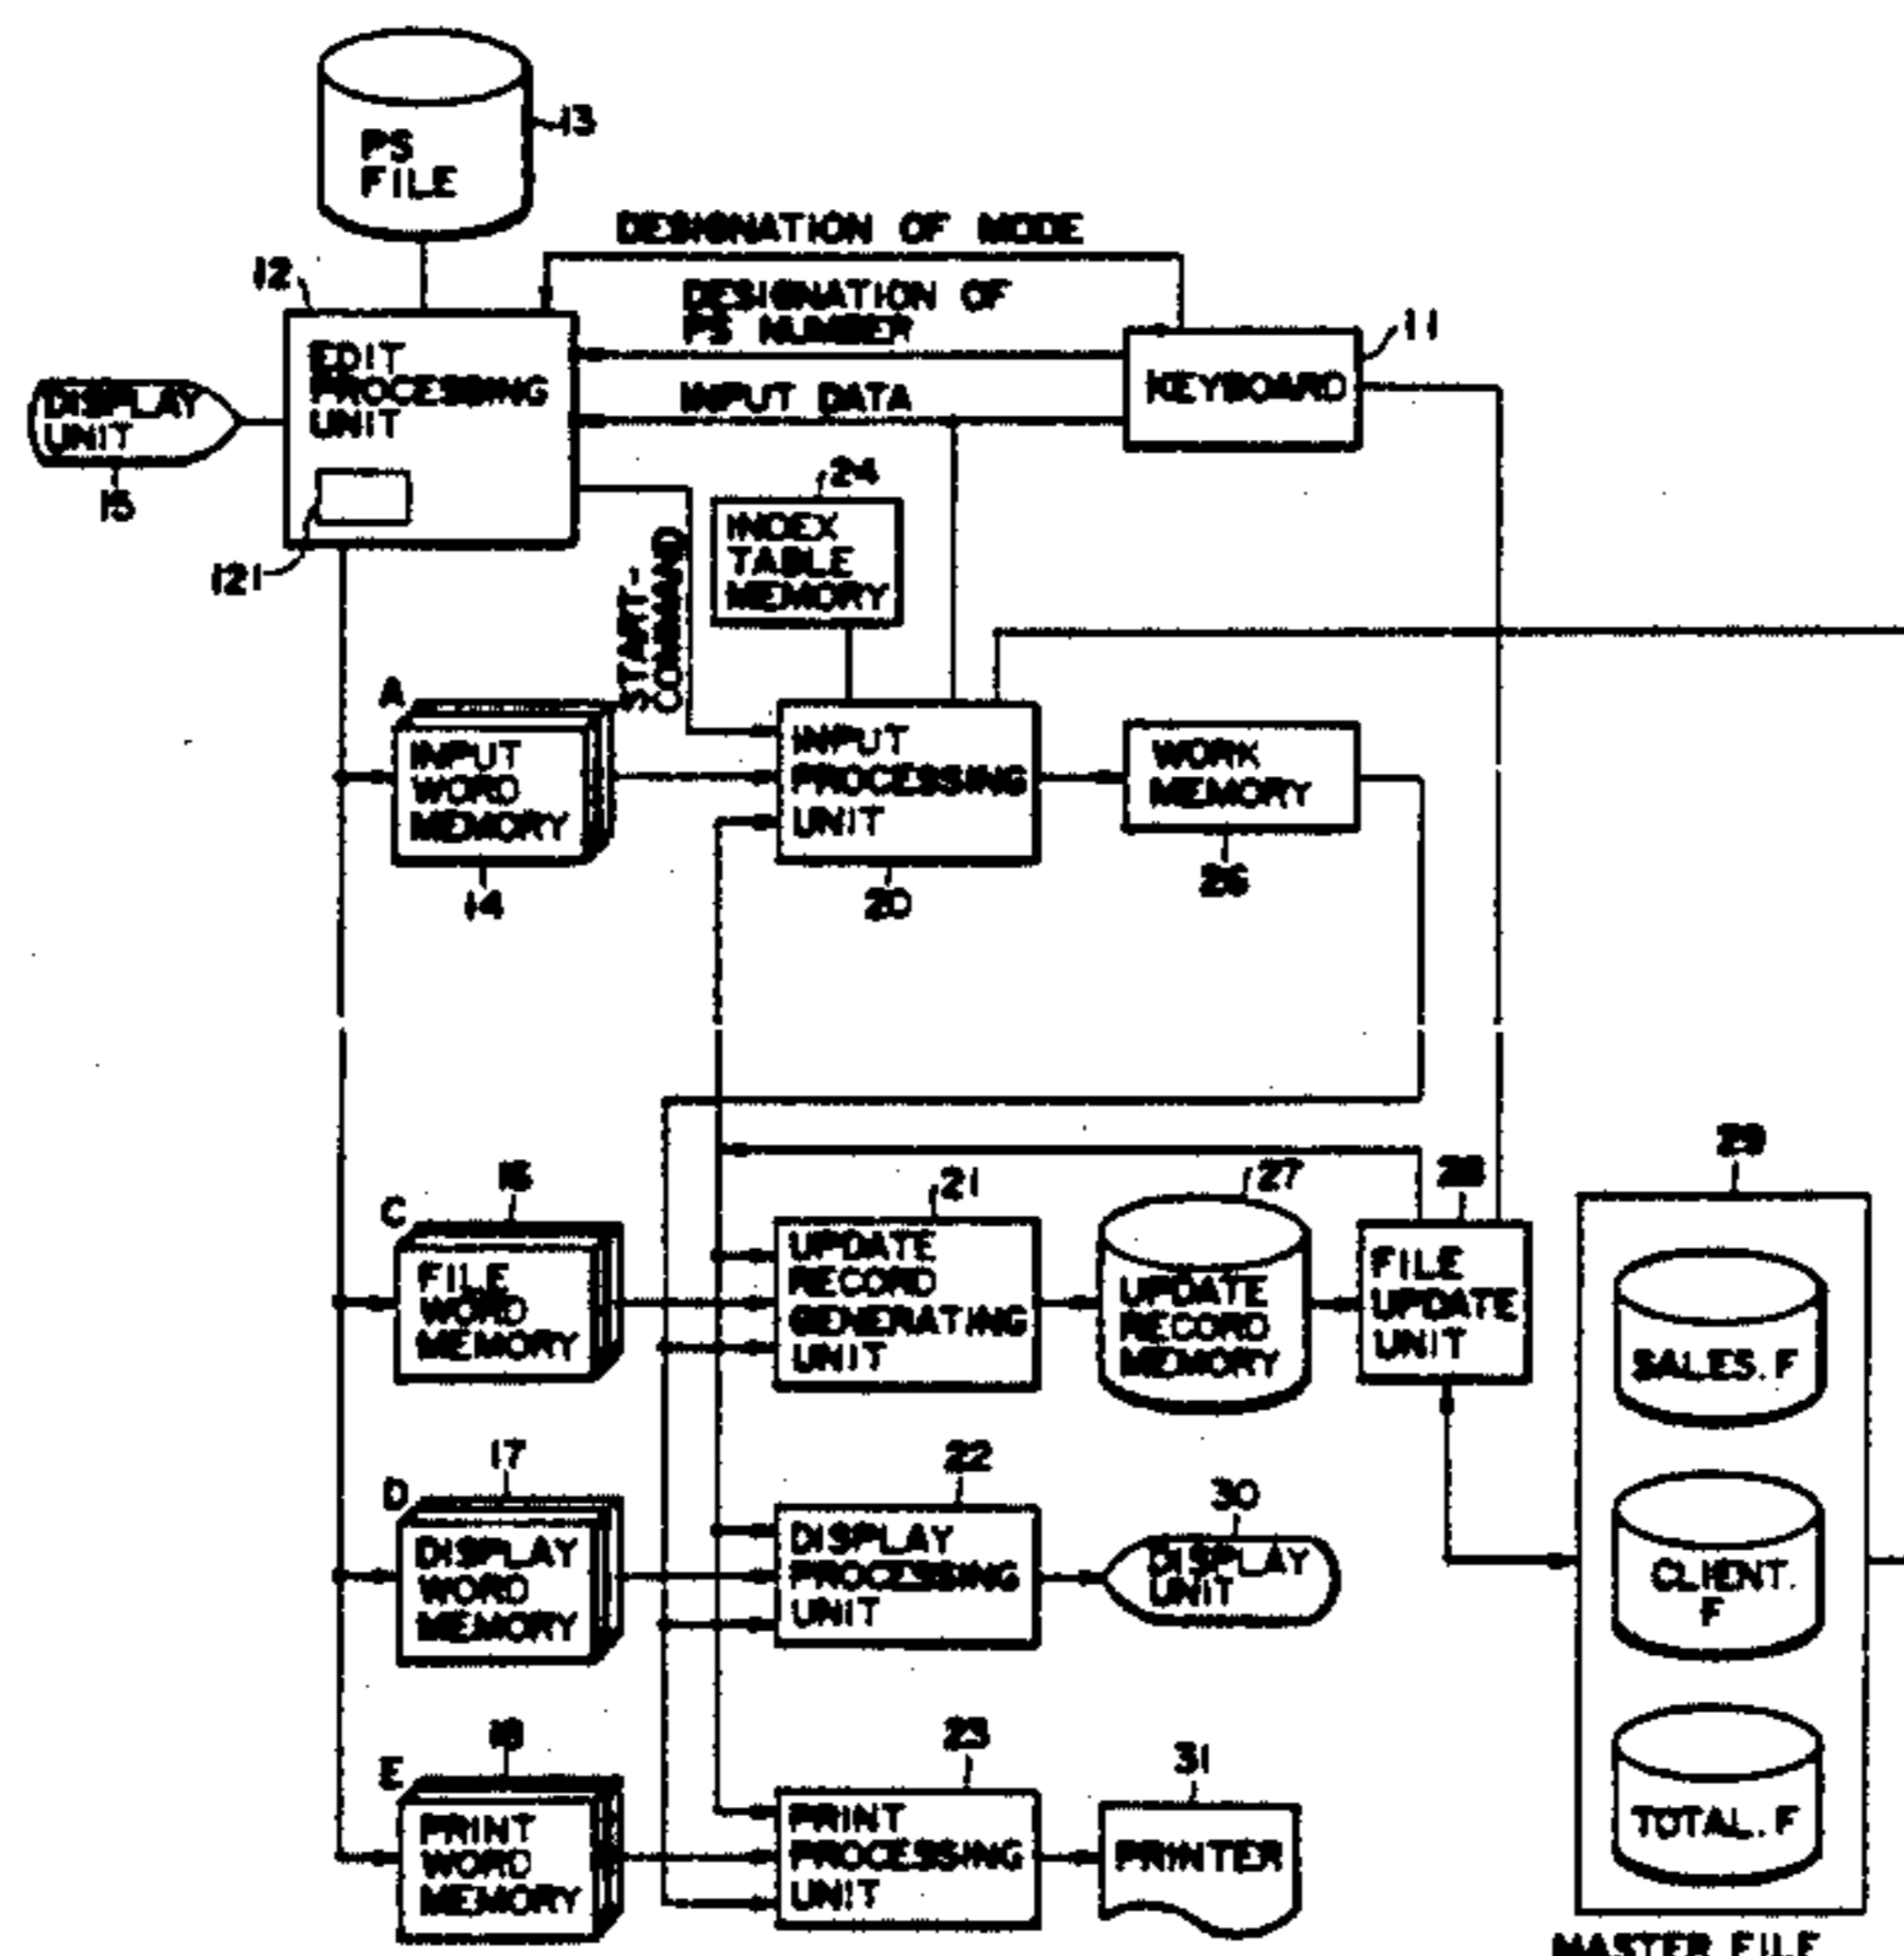 PS
FILE
13
DESIGNATION OF MODE
12
DESIGNATION OF
PS NUMBER
11
EDIT
PROCESSING
UNIT
KEYBOARD
DISPLAY
UNIT
15
INPUT DATA
121
24
INDEX
TABLE
MEMORY
START-
COMMAND
A
INPUT
WORD
MEMORY
14
INPUT
PROCESSING
UNIT
20
WORK
MEMORY
26
29
C
16
FILE
WORD
MEMORY
21
UPDATE
RECORD
GENERATING
UNIT
27
UPDATE
RECORD
MEMORY
28
FILE
UPDATE
UNIT
SALES. F
D
17
DISPLAY
WORD
MEMORY
22
DISPLAY
PROCESSING
UNIT
30
DISPLAY
UNIT
CLIENT.
F
E
18
PRINT
WORD
MEMORY
23
PRINT
PROCESSING
UNIT
31
PRINTER
TOTAL. F
MASTER FILE